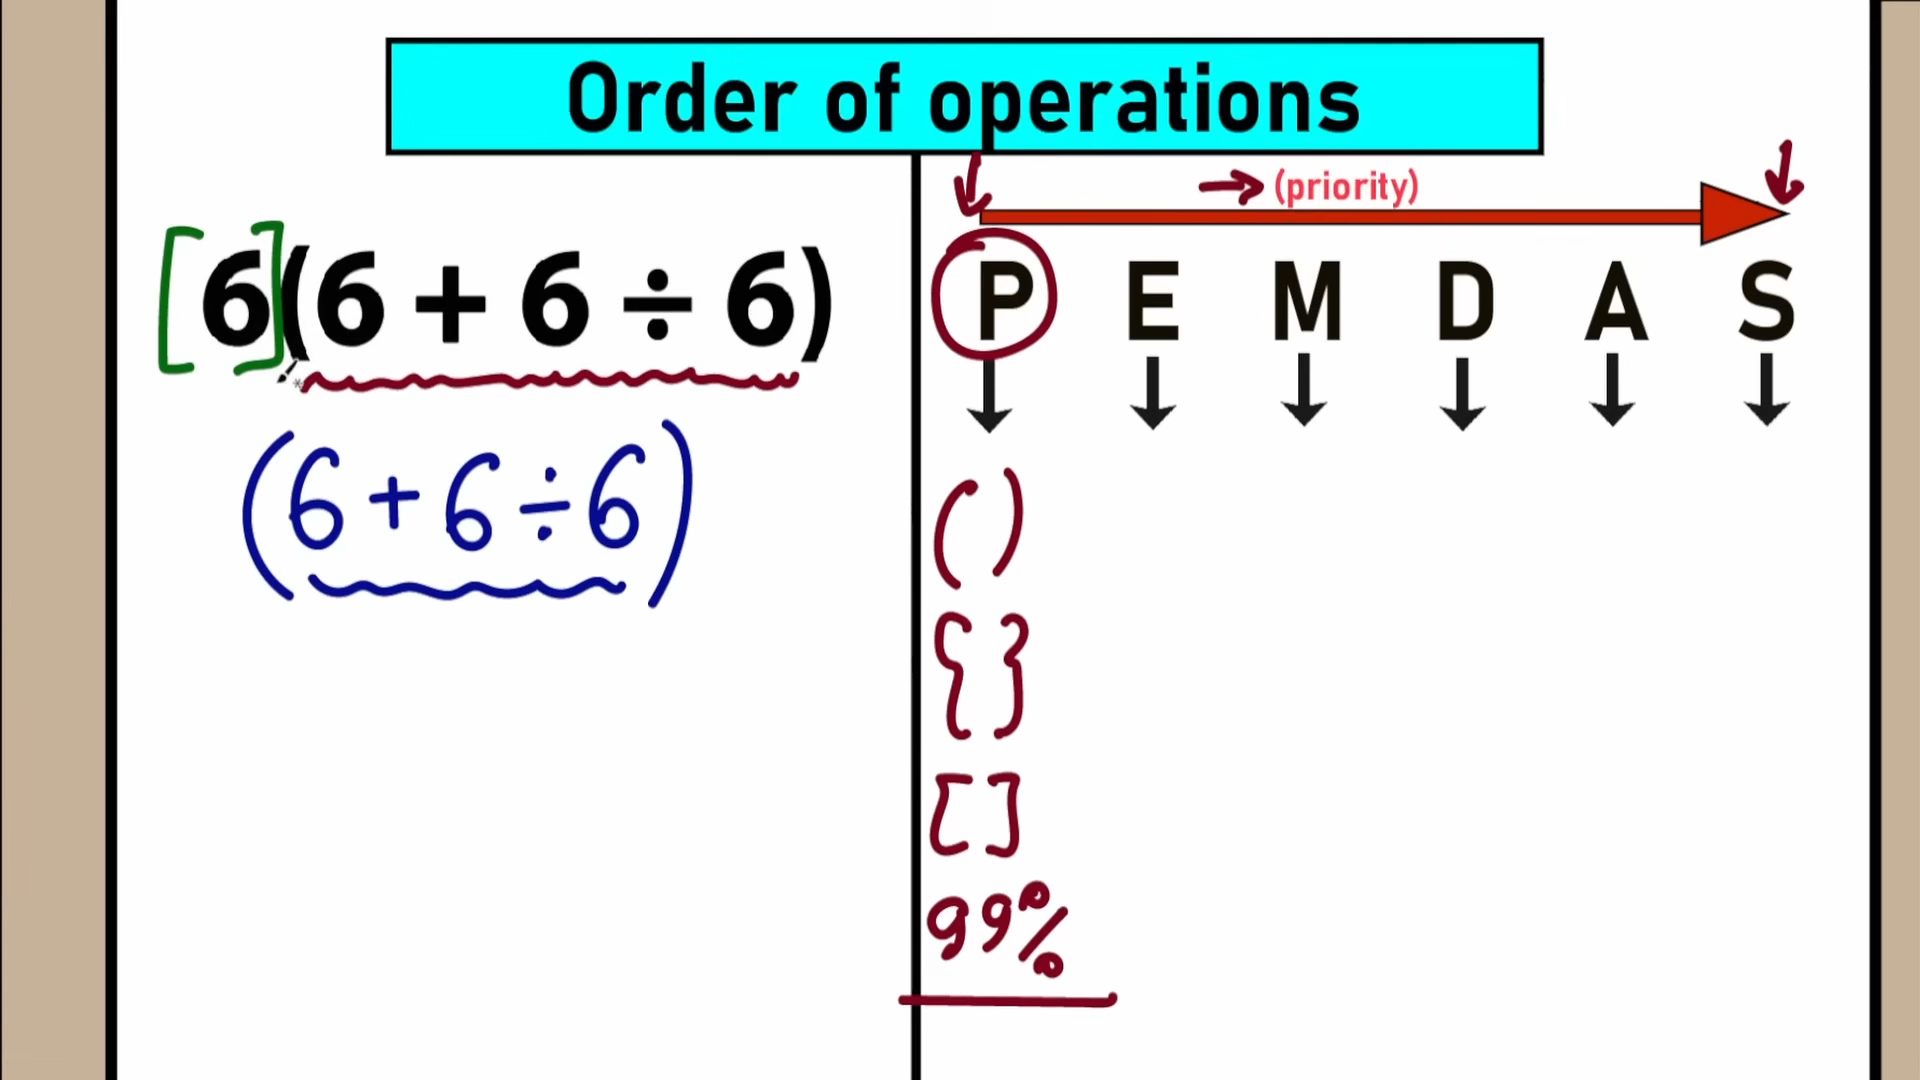 Order of operations
→ (priority)
[6](6 + 6 ÷ 6)
P E M D A S
(6 + 6 ÷ 6)
( )
{ }
[ ]
99%